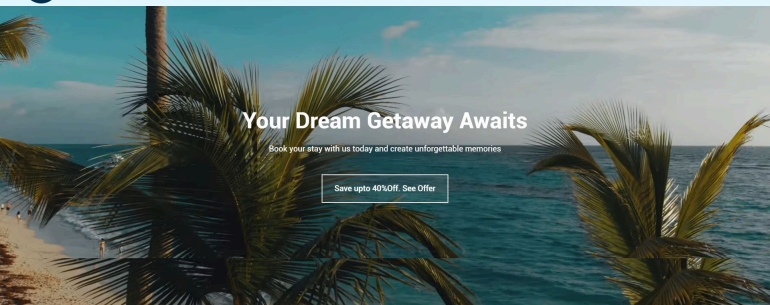 Your Dream Getaway Awaits
Book your stay with us today and create unforgettable memories
Save upto 40%Off. See Offer